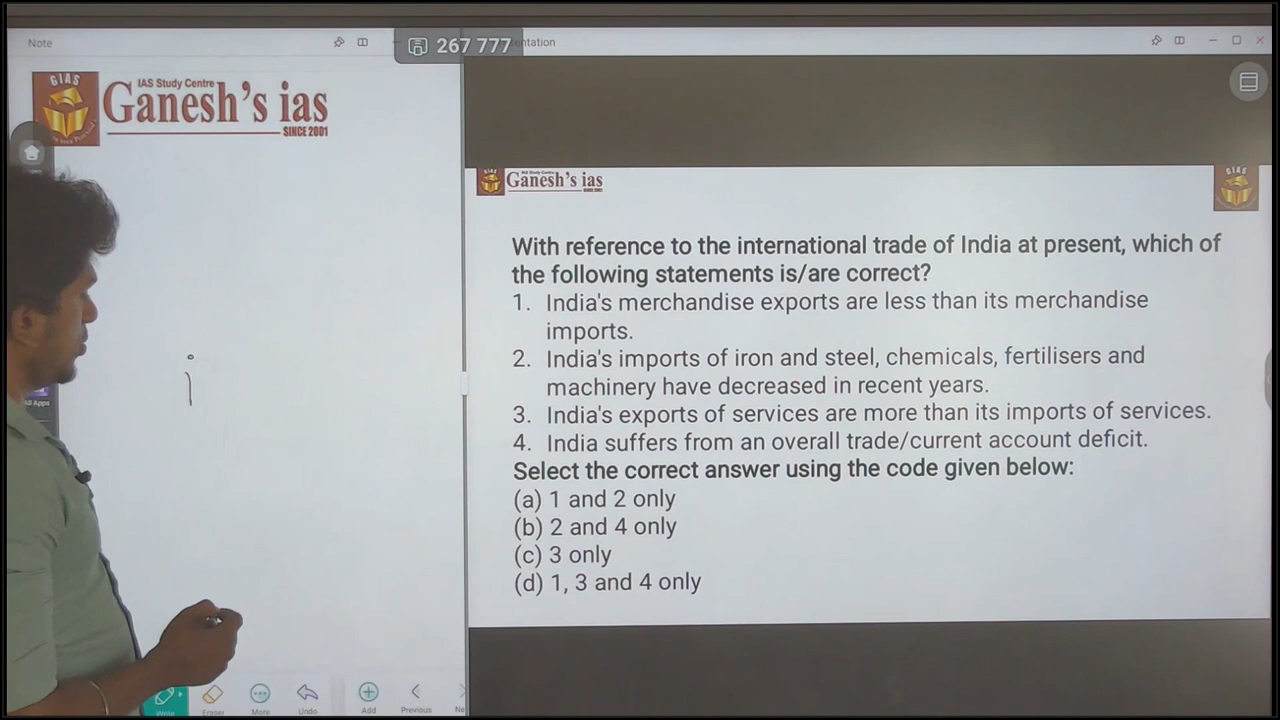 Note
267 777
ntation
GIAS
IAS Study Centre
Ganesh's ias
SINCE 2001
Ganesh's ias
GIAS
With reference to the international trade of India at present, which of
the following statements is/are correct?
1. India's merchandise exports are less than its merchandise
imports.
2. India's imports of iron and steel, chemicals, fertilisers and
machinery have decreased in recent years.
3. India's exports of services are more than its imports of services.
4. India suffers from an overall trade/current account deficit.
Select the correct answer using the code given below:
(a) 1 and 2 only
(b) 2 and 4 only
(c) 3 only
(d) 1, 3 and 4 only
i
All Apps
Write
Eraser
More
Undo
Add
Previous
Ne